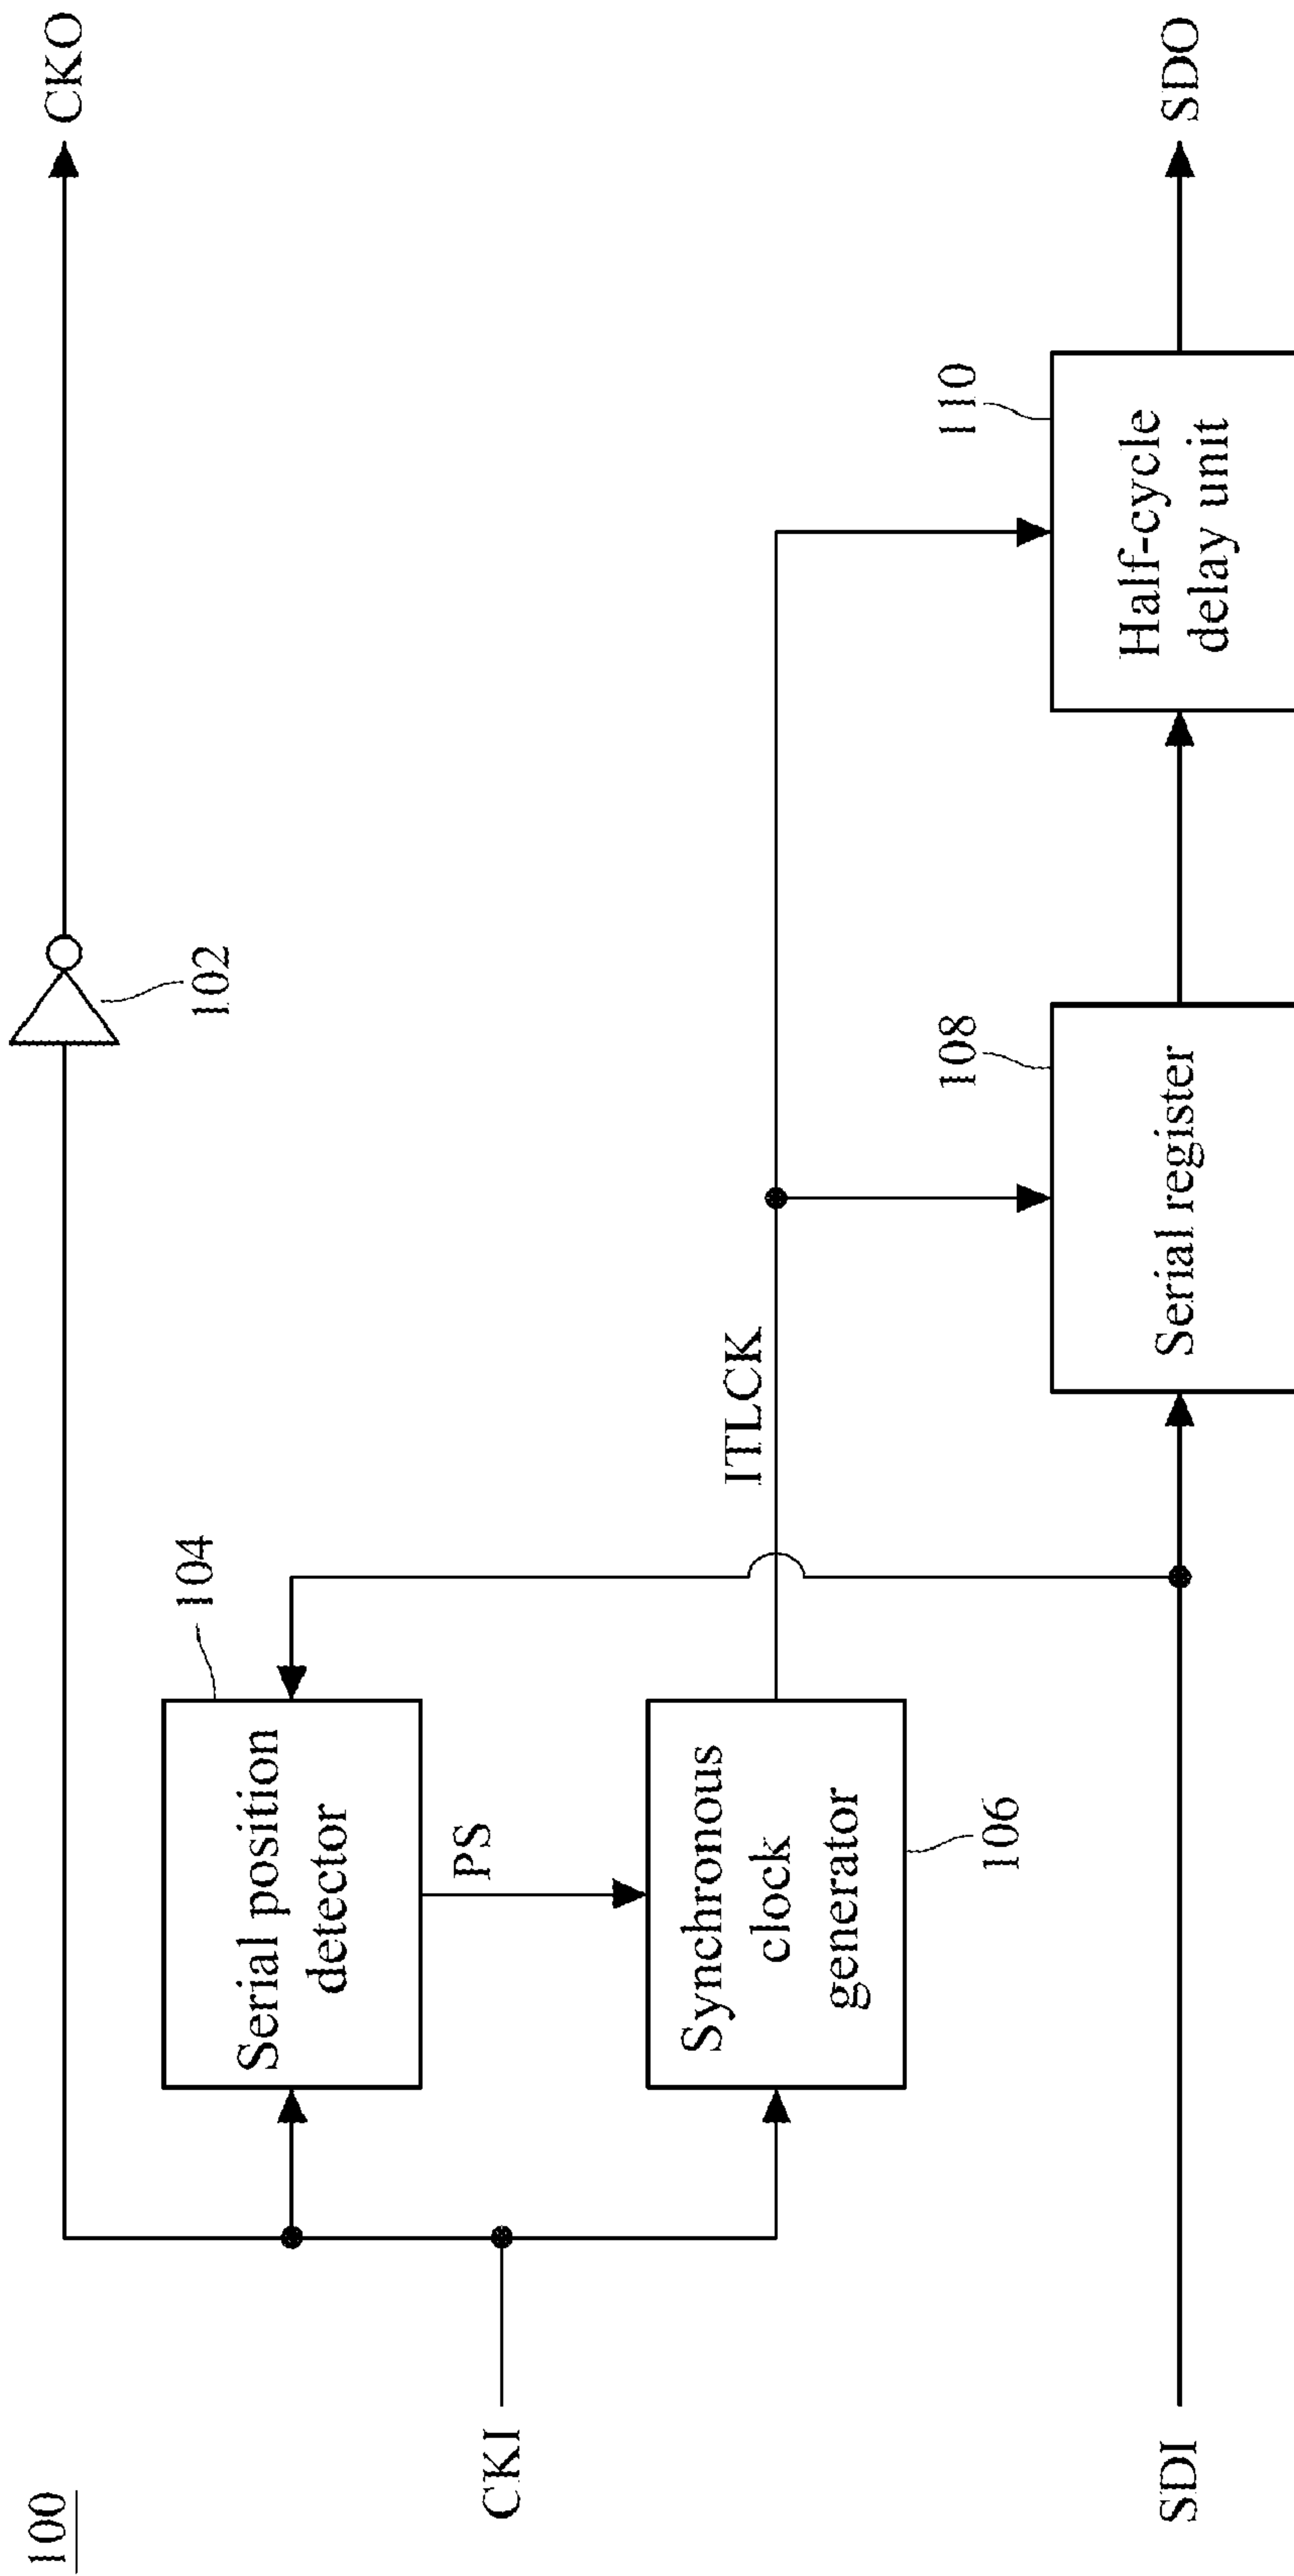 100
CKO
102
104
Serial position
detector
PS
CKI
Synchronous
clock
generator
106
ITLCK
108
Serial register
110
Half-cycle
delay unit
SDI
SDO